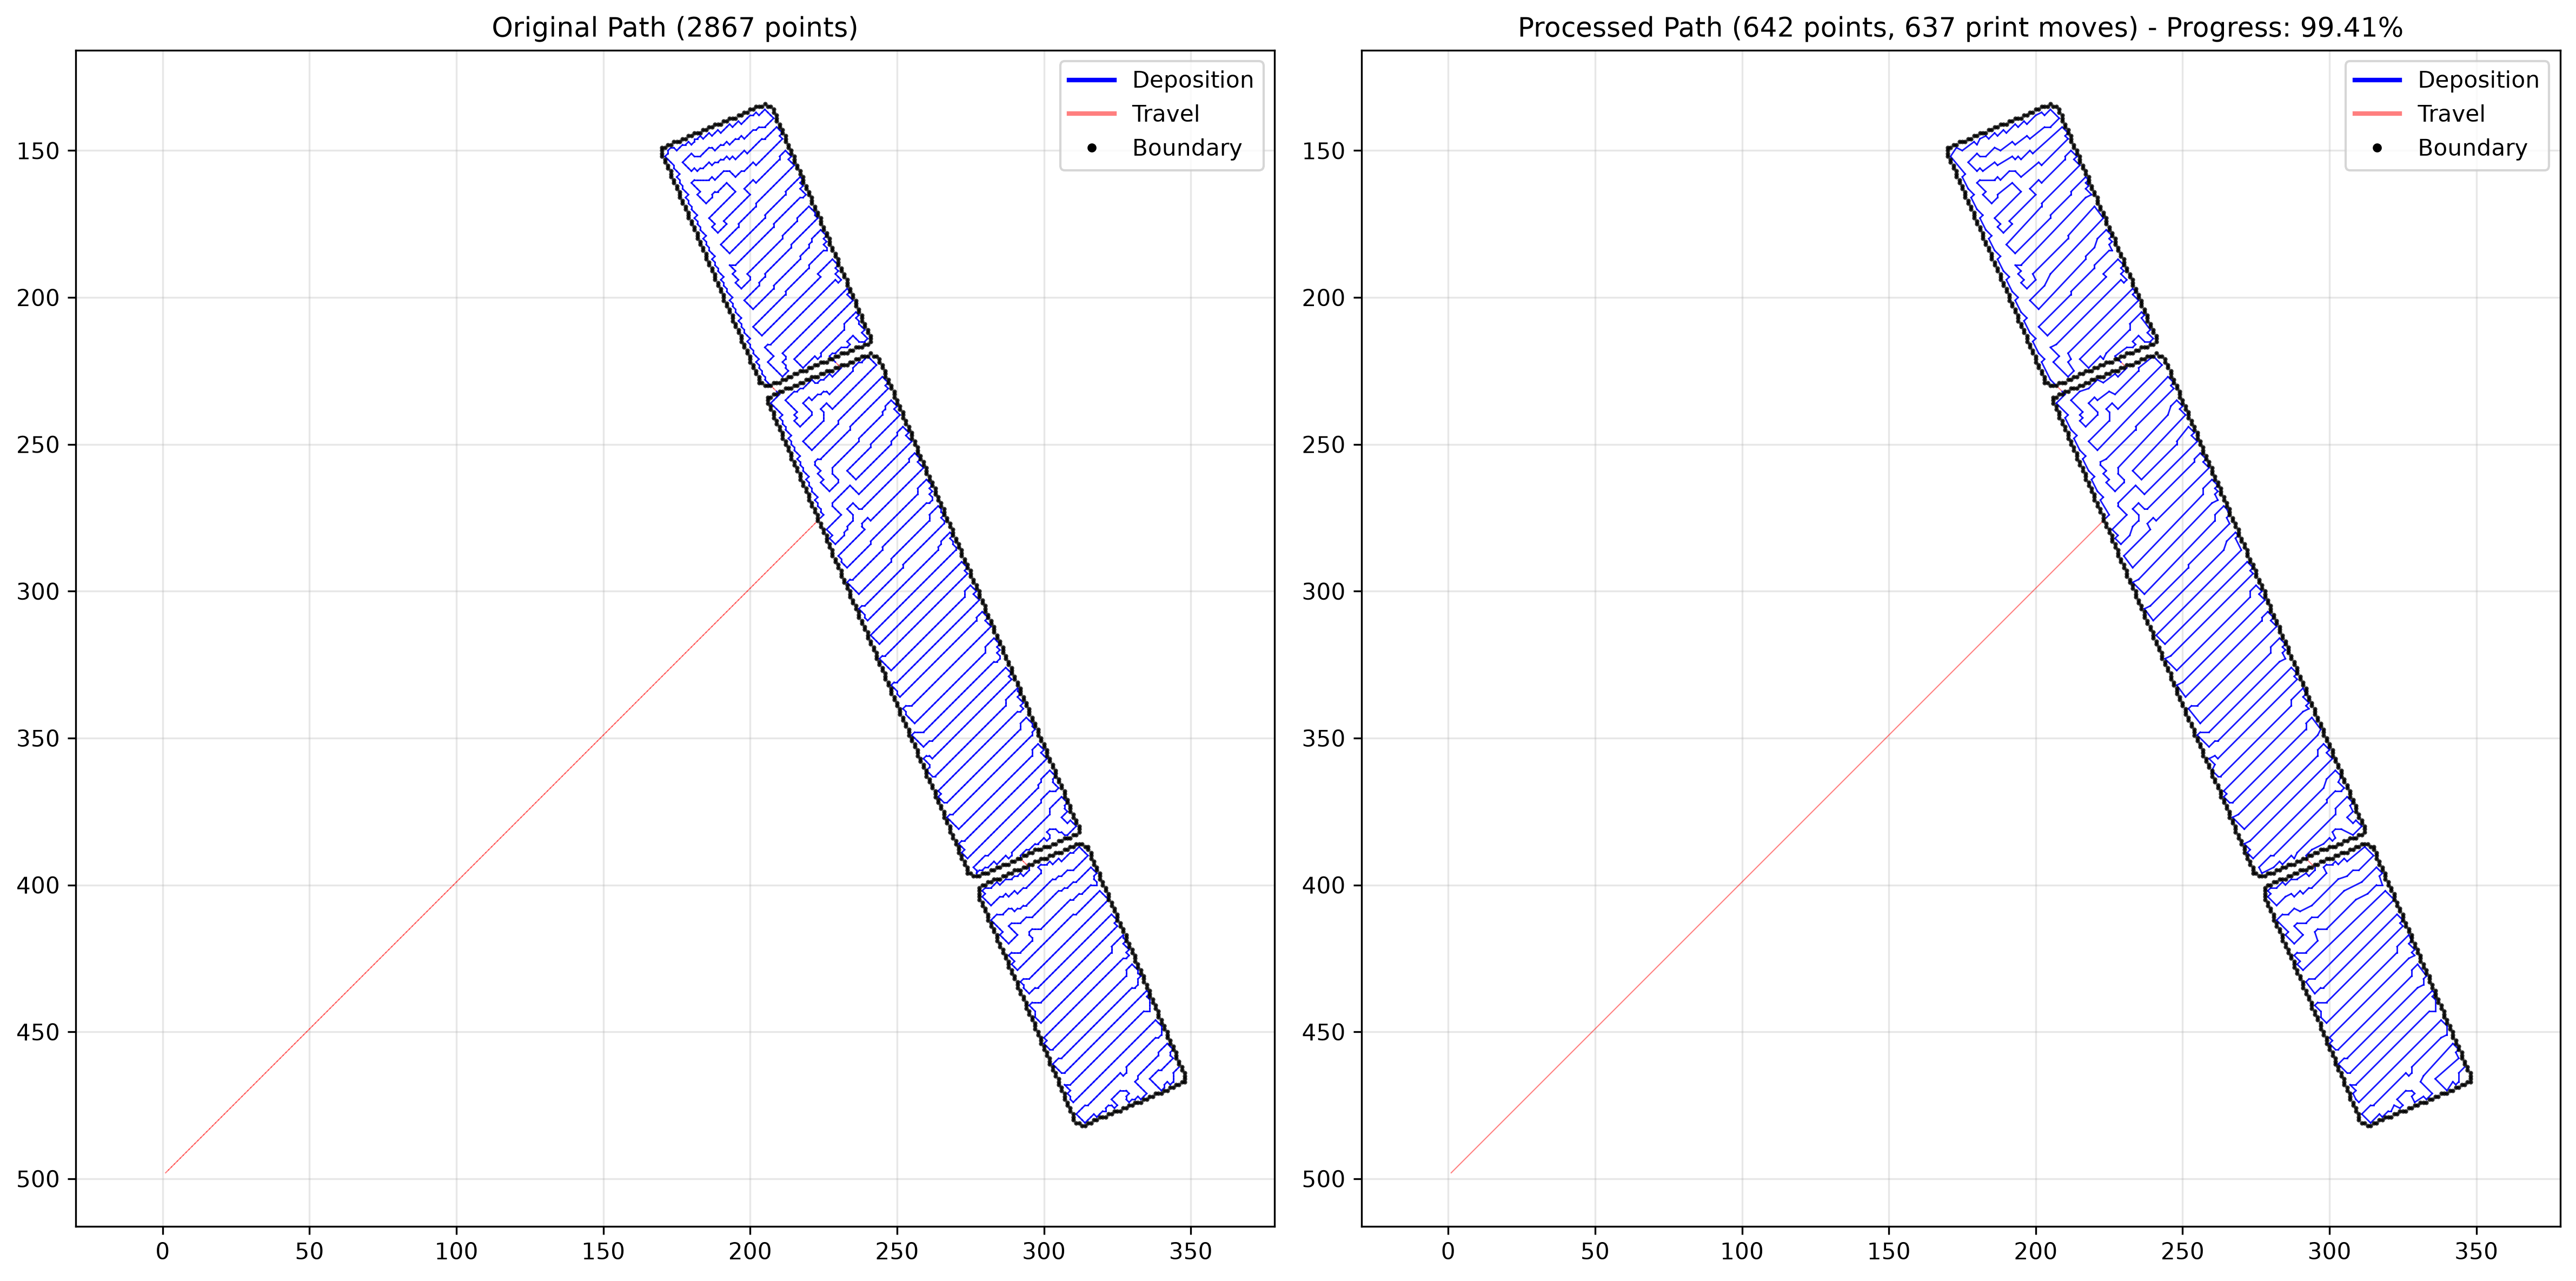 Original Path (2867 points)
Deposition
Travel
Boundary
150
200
250
300
350
400
450
500
0 50 100 150 200 250 300 350
Processed Path (642 points, 637 print moves) - Progress: 99.41%
Deposition
Travel
Boundary
150
200
250
300
350
400
450
500
0 50 100 150 200 250 300 350